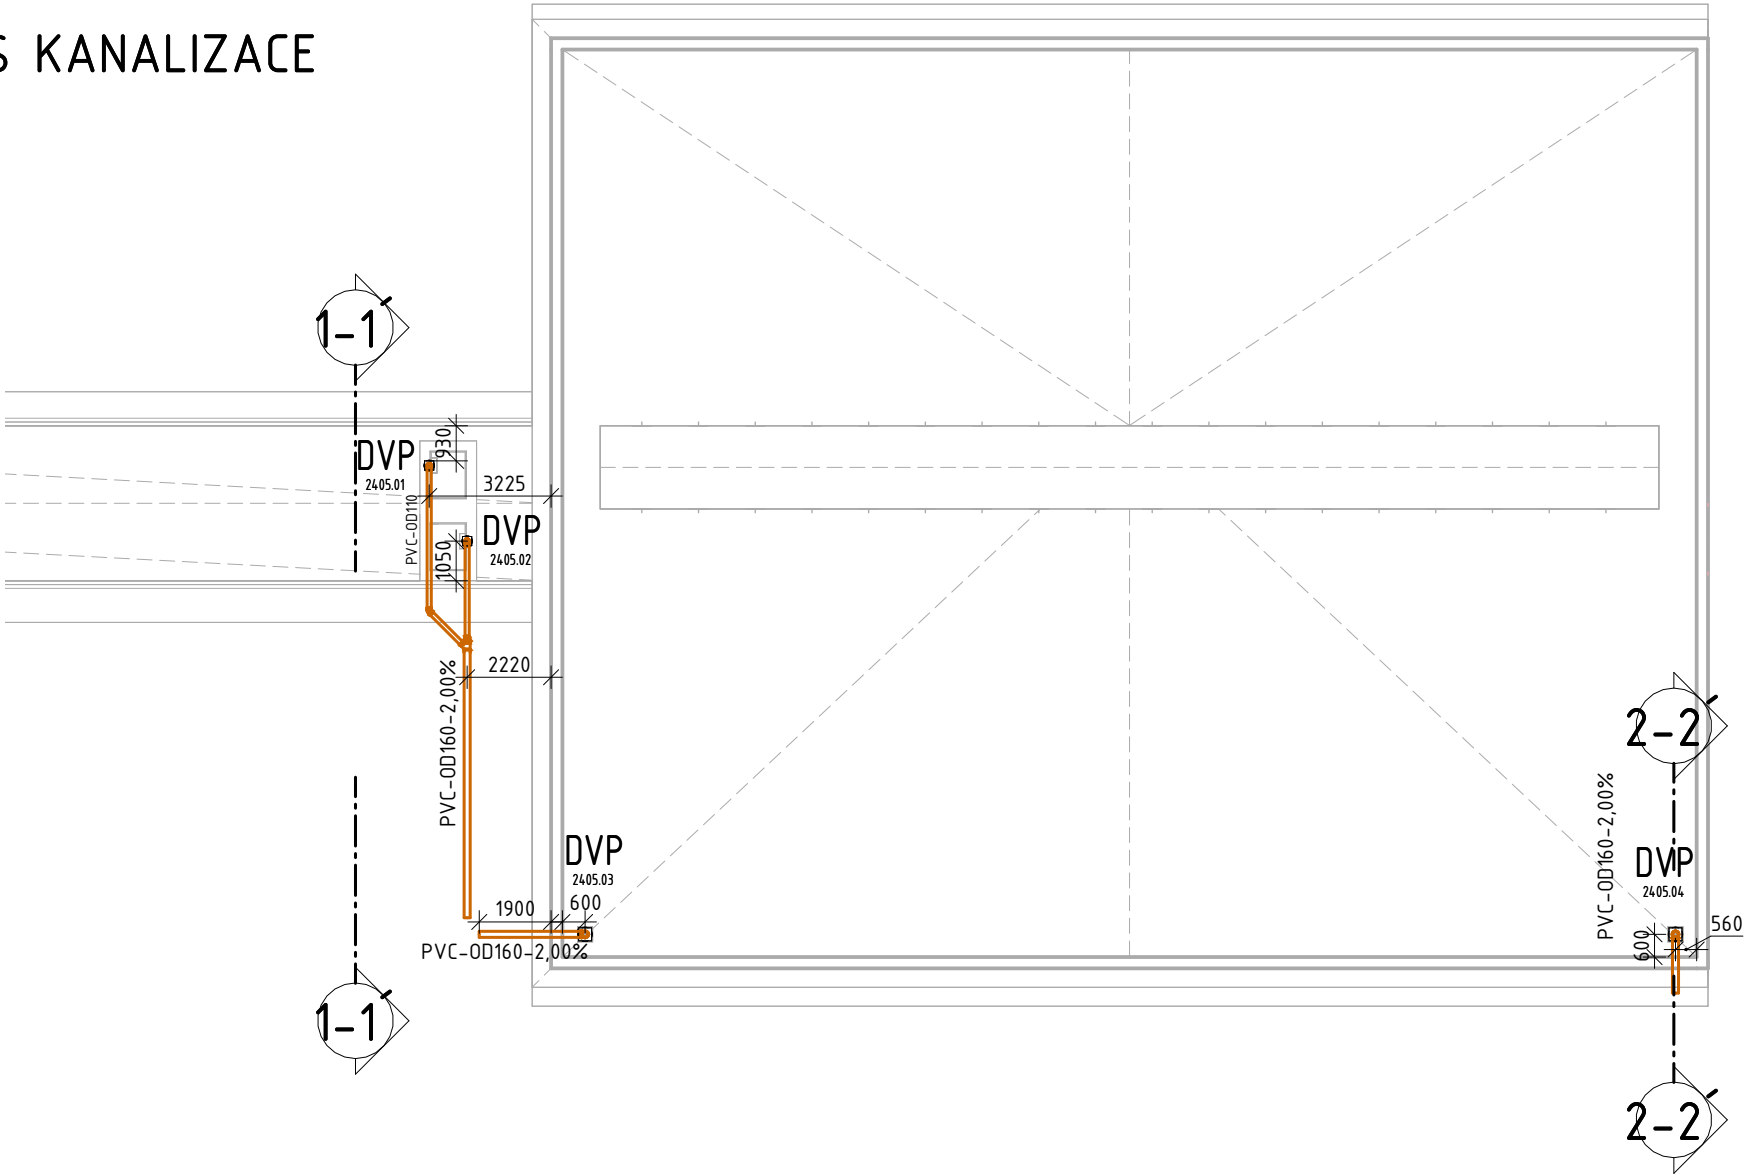 S KANALIZACE
1-1'
930
DVP
2405.01
3225
PVC-OD110
DVP
2405.02
1050
2220
PVC-OD160-2,00%
2-2'
PVC-OD160-2,00%
DVP
2405.03
DVP
2405.04
1900
600
560
600
PVC-OD160-2,00%
1-1'
2-2'